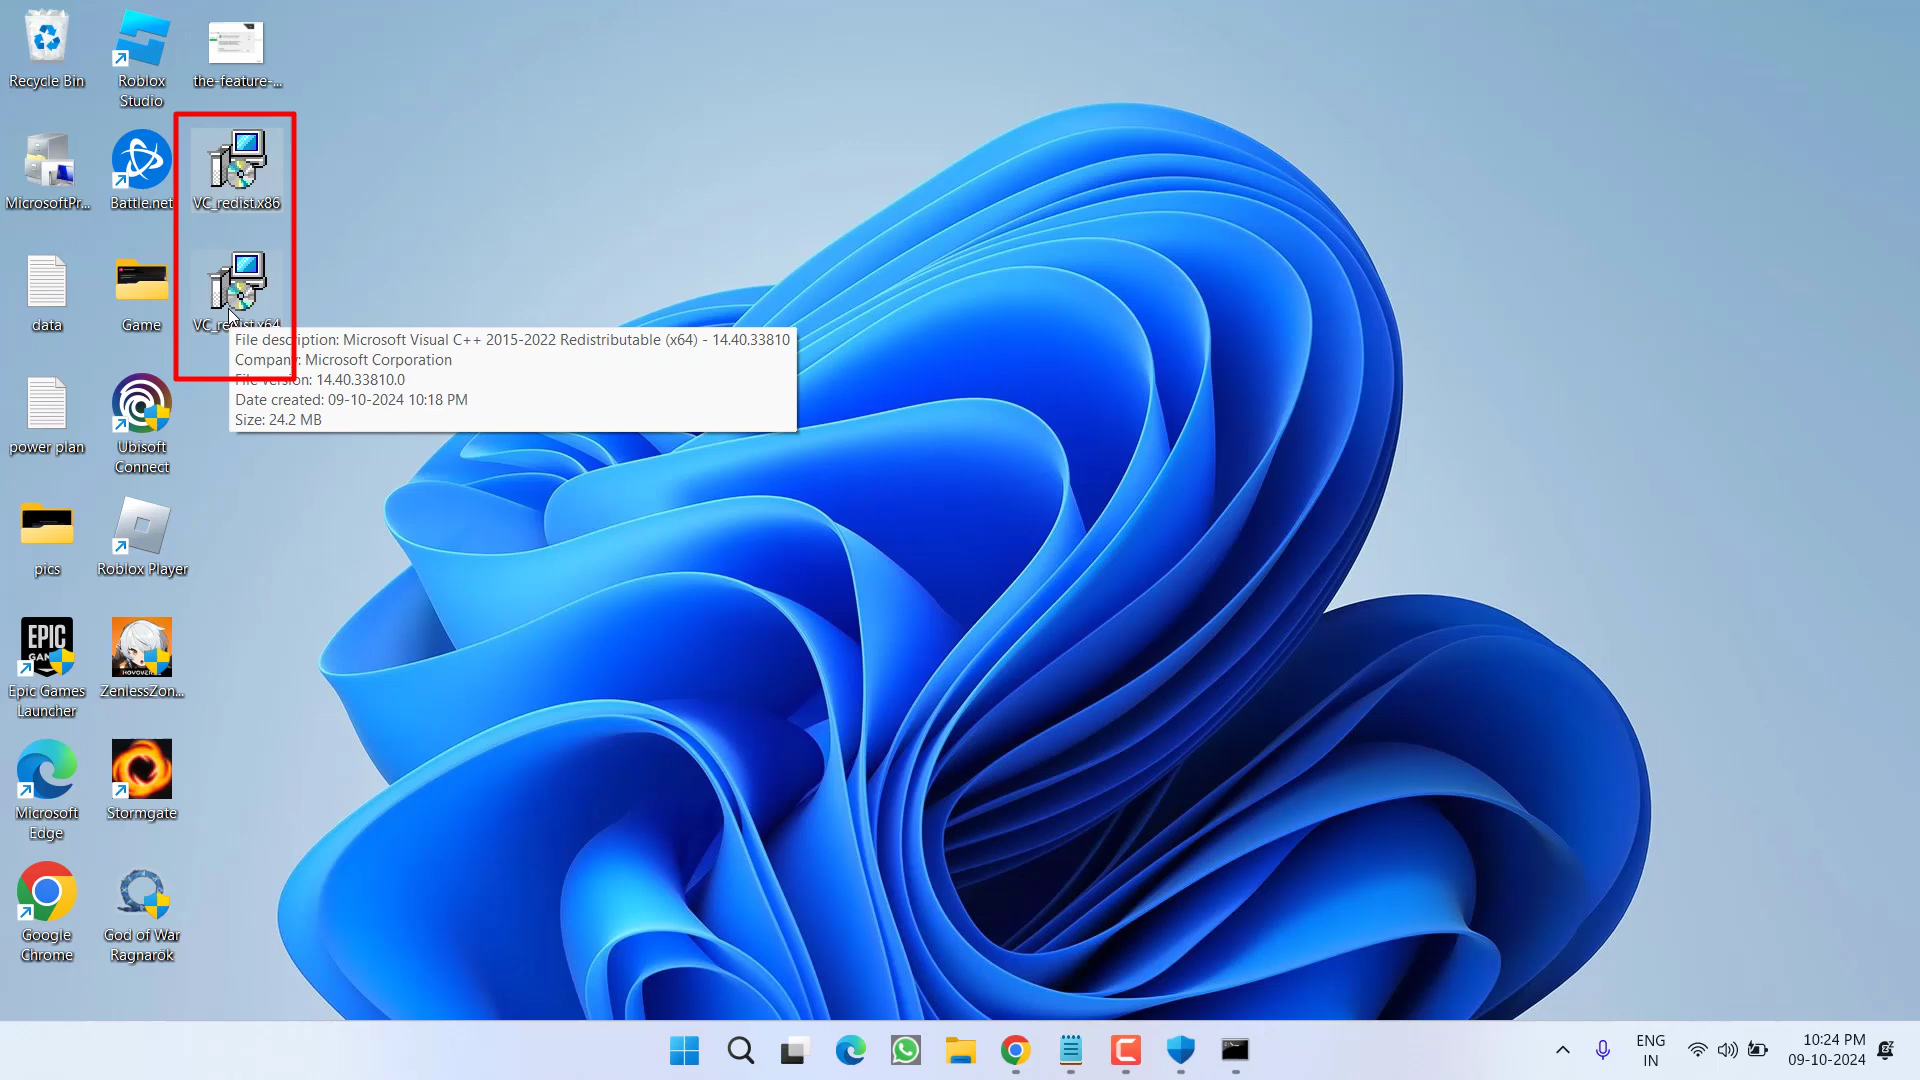 Recycle Bin
Roblox
Studio
the-feature-...
MicrosoftPr...
Battle.net
VC_redist.x86
data
Game
VC_redist.x64
File description: Microsoft Visual C++ 2015-2022 Redistributable (x64) - 14.40.33810
Company: Microsoft Corporation
File version: 14.40.33810.0
Date created: 09-10-2024 10:18 PM
Size: 24.2 MB
power plan
Ubisoft
Connect
pics
Roblox Player
EPIC
Epic Games
Launcher
HOYOVER
ZenlessZon...
Microsoft
Edge
Stormgate
Google
Chrome
God of War
Ragnarök
ENG
IN
10:24 PM
09-10-2024